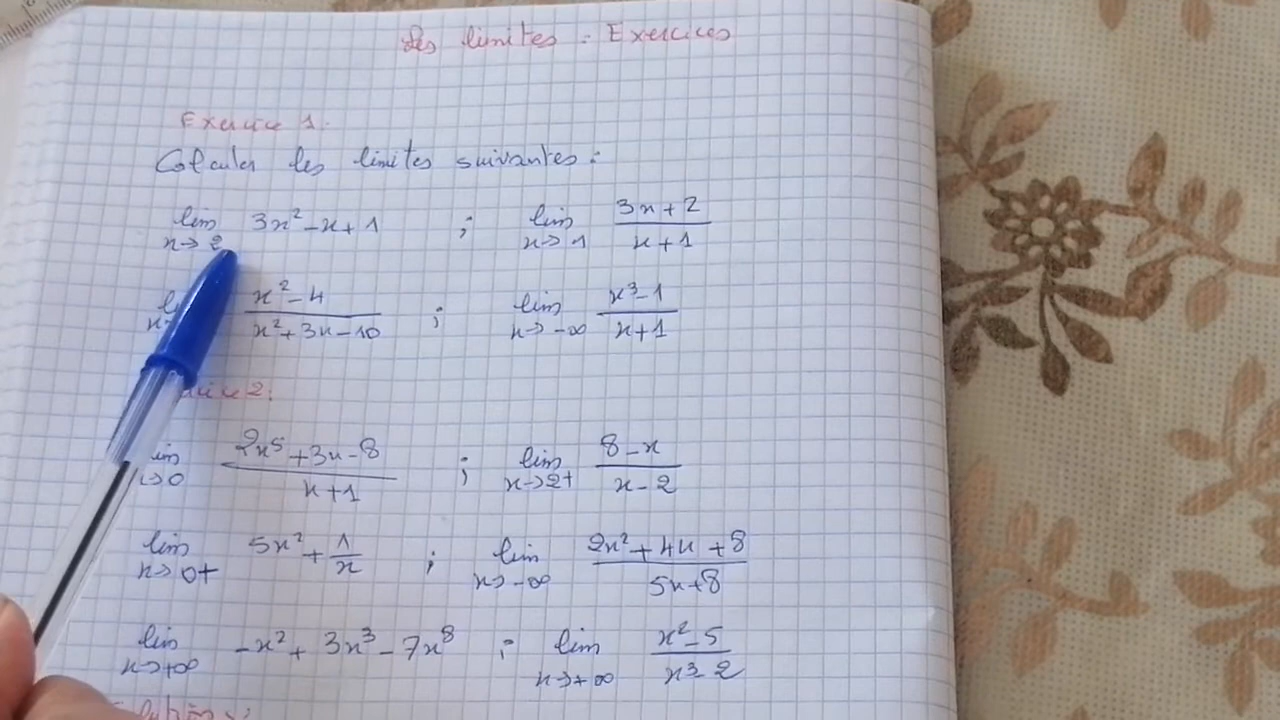 Les limites : Exercices
Exercice 1:
Calculer les limites suivantes:
lim 3x² - x + 1 ; lim (3x + 2)/(x + 1)
x→2 x→1
(x² - 4)/(x² + 3x - 10) ; lim (x³ - 1)/(x + 1)
x→-∞
2:
(2x⁵ + 3x - 8)/(x + 1) ; lim (8 - x)/(x - 2)
→0 x→2+
lim 5x² + 1/x ; lim (2x² + 4x + 8)/(5x + 8)
x→0+ x→-∞
lim -x² + 3x³ - 7x⁸ ; lim (x² - 5)/(x³ - 2)
x→+∞ x→+∞